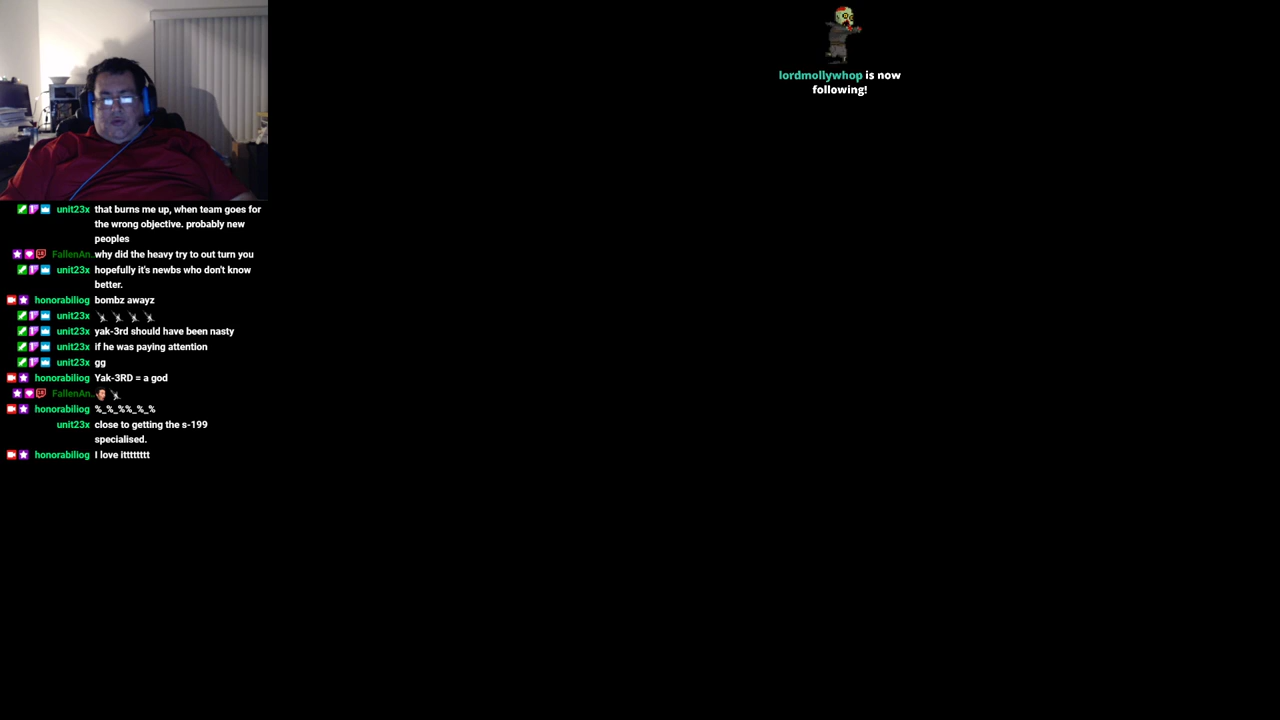 lordmollywhop is now
following!
unit23x that burns me up, when team goes for
the wrong objective. probably new
peoples
FallenAn.. why did the heavy try to out turn you
unit23x hopefully it's newbs who don't know
better.
honorabiliog bombz awayz
unit23x
unit23x yak-3rd should have been nasty
unit23x if he was paying attention
unit23x gg
honorabiliog Yak-3RD = a god
FallenAn..
honorabiliog %_%_%%_%_%
unit23x close to getting the s-199
specialised.
honorabiliog I love itttttttt